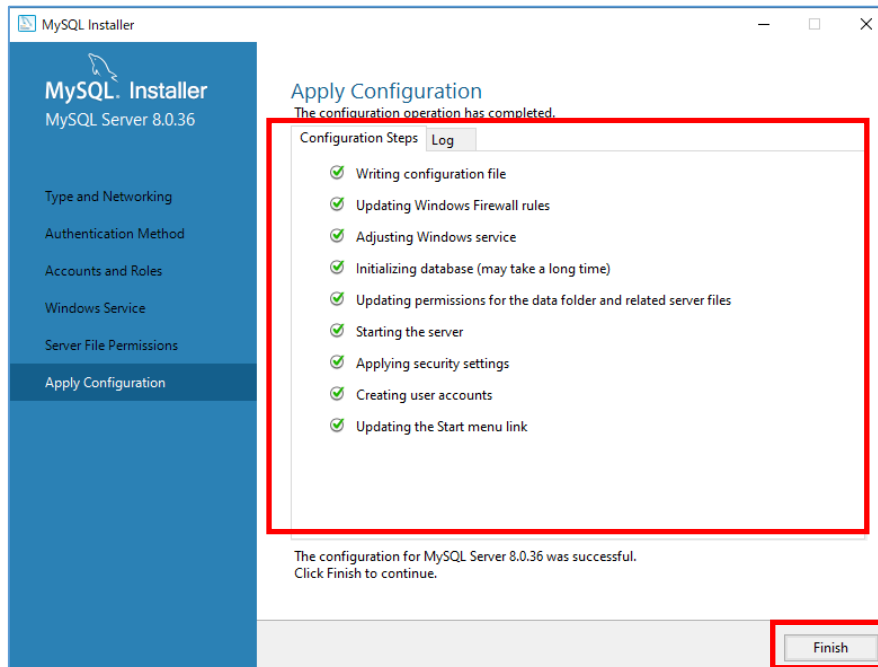 MySQL Installer
MySQL. Installer
MySQL Server 8.0.36
Type and Networking
Authentication Method
Accounts and Roles
Windows Service
Server File Permissions
Apply Configuration
Apply Configuration
The configuration operation has completed.
Configuration Steps Log
Writing configuration file
Updating Windows Firewall rules
Adjusting Windows service
Initializing database (may take a long time)
Updating permissions for the data folder and related server files
Starting the server
Applying security settings
Creating user accounts
Updating the Start menu link
The configuration for MySQL Server 8.0.36 was successful.
Click Finish to continue.
Finish